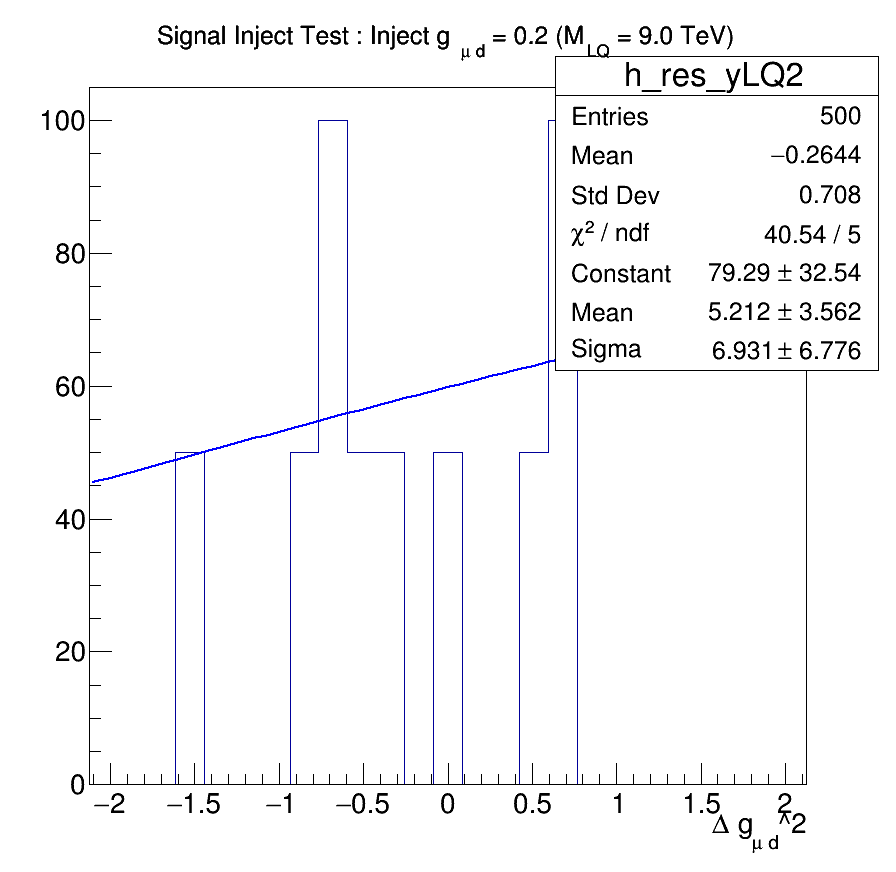 Signal Inject Test : Inject g μ d = 0.2 (M LQ = 9.0 TeV)
h_res_yLQ2
Entries 500
Mean −0.2644
Std Dev 0.708
χ² / ndf 40.54 / 5
Constant 79.29 ± 32.54
Mean 5.212 ± 3.562
Sigma 6.931 ± 6.776
100
80
60
40
20
0
−2 −1.5 −1 −0.5 0 0.5 1 1.5 2
Δ g μ d ^2